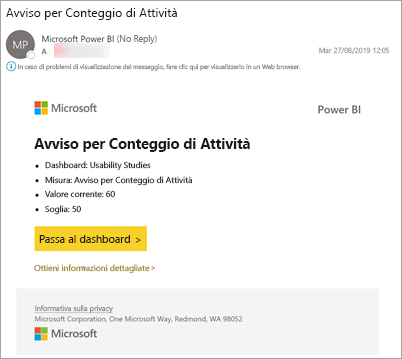 Avviso per Conteggio di Attività
MP
Microsoft Power BI (No Reply)
A
Mar 27/08/2019 12:05
In caso di problemi di visualizzazione del messaggio, fare clic qui per visualizzarlo in un Web browser.
Microsoft
Power BI
Avviso per Conteggio di Attività
• Dashboard: Usability Studies
• Misura: Avviso per Conteggio di Attività
• Valore corrente: 60
• Soglia: 50
Passa al dashboard >
Ottieni informazioni dettagliate >
Informativa sulla privacy
Microsoft Corporation, One Microsoft Way, Redmond, WA 98052
Microsoft